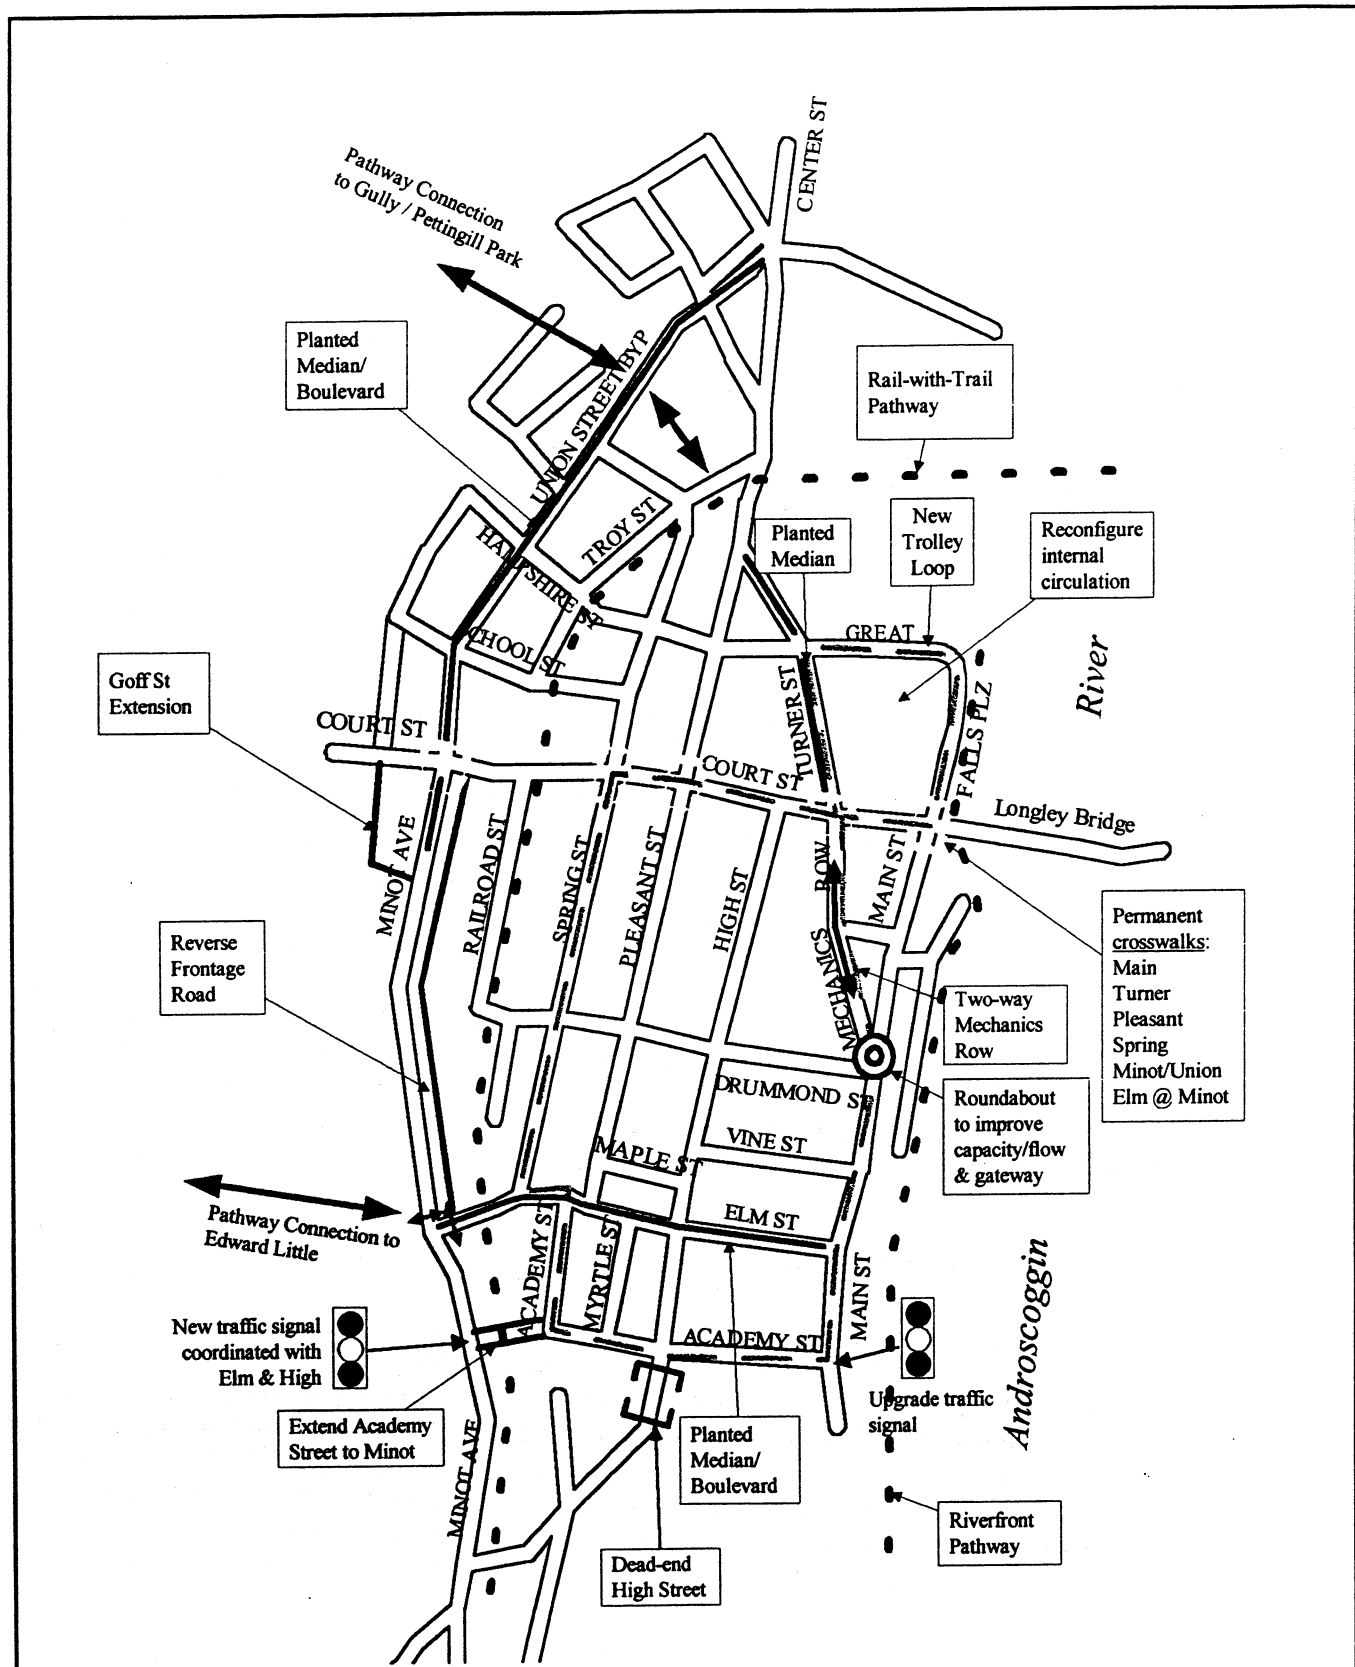 CENTER ST
Pathway Connection
to Gully / Pettingill Park
Planted
Median/
Boulevard
UNION STREET BYP
Rail-with-Trail
Pathway
HAMPSHIRE ST
TROY ST
Planted
Median
New
Trolley
Loop
Reconfigure
internal
circulation
CHOOL ST
GREAT
FALLS PLZ
River
Goff St
Extension
COURT ST
TURNER ST
COURT ST
Longley Bridge
MINOT AVE
RAILROAD ST
SPRING ST
PLEASANT ST
HIGH ST
MECHANICS ROW
MAIN ST
Reverse
Frontage
Road
Permanent
crosswalks:
Main
Turner
Pleasant
Spring
Minot/Union
Elm @ Minot
Two-way
Mechanics
Row
DRUMMOND ST
Roundabout
to improve
capacity/flow
& gateway
VINE ST
MAPLE ST
ELM ST
Pathway Connection to
Edward Little
ACADEMY ST
MYRTLE ST
MAIN ST
Androscoggin
New traffic signal
coordinated with
Elm & High
ACADEMY ST
Upgrade traffic
signal
Extend Academy
Street to Minot
MINOT AVE
Planted
Median/
Boulevard
Riverfront
Pathway
Dead-end
High Street